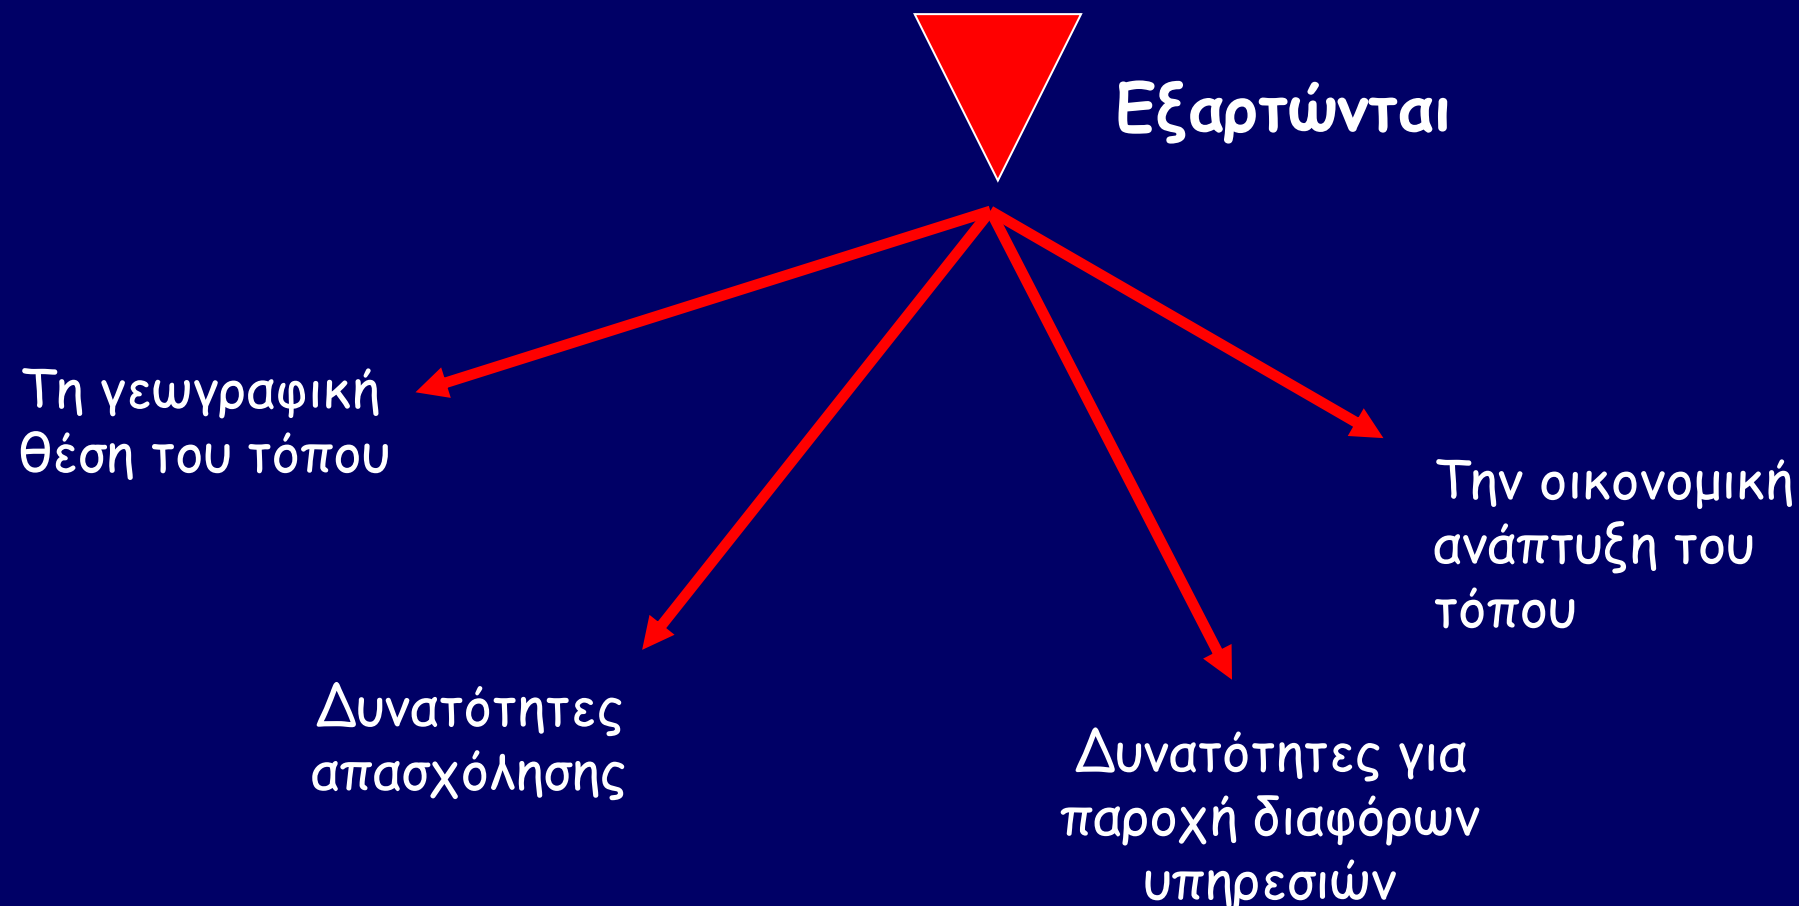 Εξαρτώνται
Τη γεωγραφική
θέση του τόπου
Την οικονομική
ανάπτυξη του
τόπου
Δυνατότητες
απασχόλησης
Δυνατότητες για
παροχή διαφόρων
υπηρεσιών